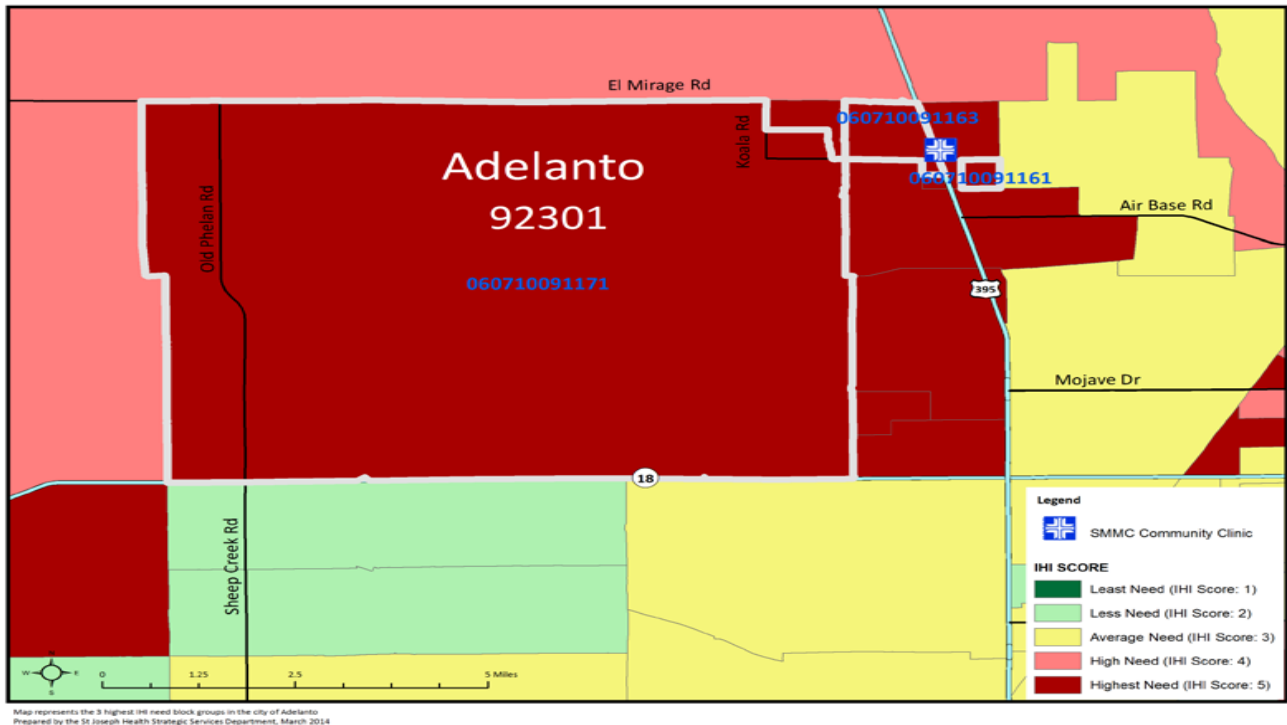 El Mirage Rd
060710091163
Koala Rd
Adelanto
92301
060710091161
Old Phelan Rd
Air Base Rd
060710091171
395
Mojave Dr
18
Sheep Creek Rd
Legend
SMMC Community Clinic
IHI SCORE
Least Need (IHI Score: 1)
Less Need (IHI Score: 2)
Average Need (IHI Score: 3)
High Need (IHI Score: 4)
Highest Need (IHI Score: 5)
N
W E
S
0 1.25 2.5 5 Miles
Map represents the 3 highest IHI need block groups in the city of Adelanto
Prepared by the St Joseph Health Strategic Services Department, March 2014